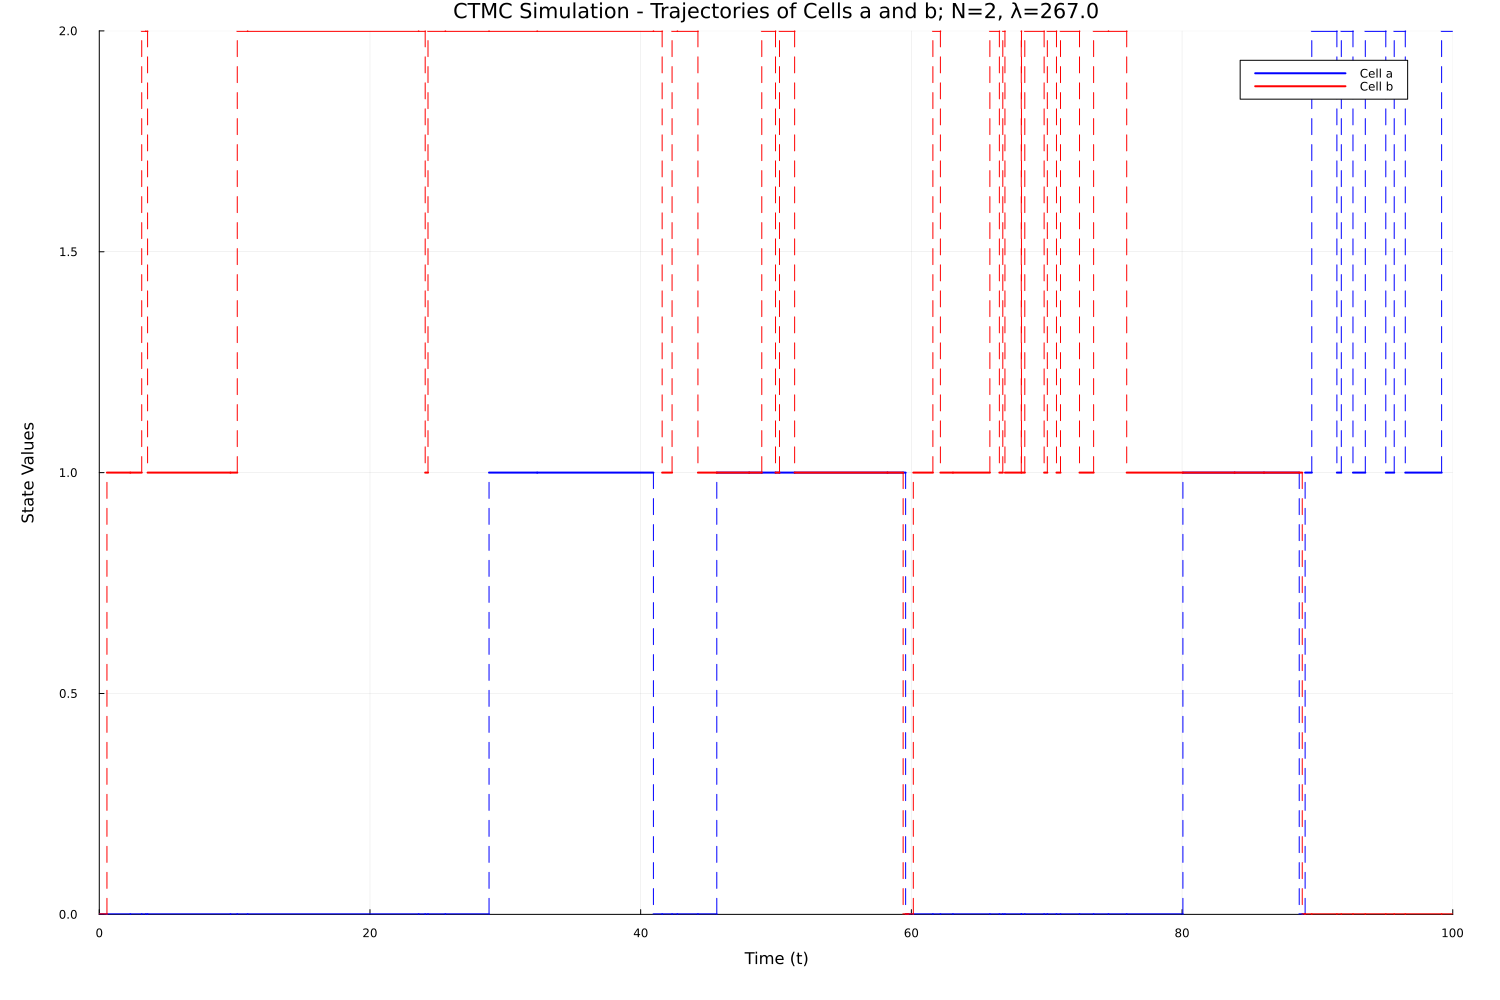 CTMC Simulation - Trajectories of Cells a and b; N=2, λ=267.0
2.0
Cell a
Cell b
1.5
1.0
State Values
0.5
0.0
0 20 40 60 80 100
Time (t)